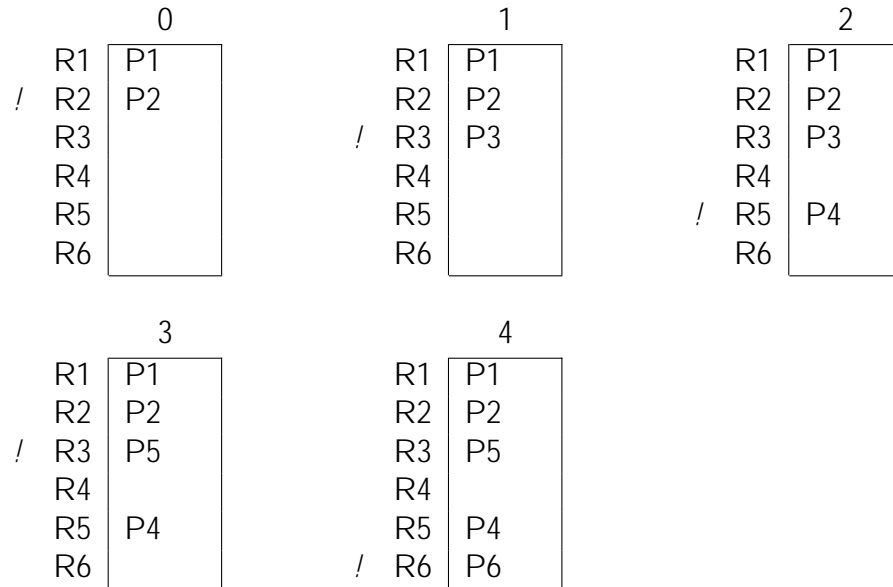 0 1 2
R1 P1 R1 P1 R1 P1
! R2 P2 R2 P2 R2 P2
R3 ! R3 P3 R3 P3
R4 R4 R4
R5 R5 ! R5 P4
R6 R6 R6
3 4
R1 P1 R1 P1
R2 P2 R2 P2
! R3 P5 R3 P5
R4 R4
R5 P4 R5 P4
R6 ! R6 P6